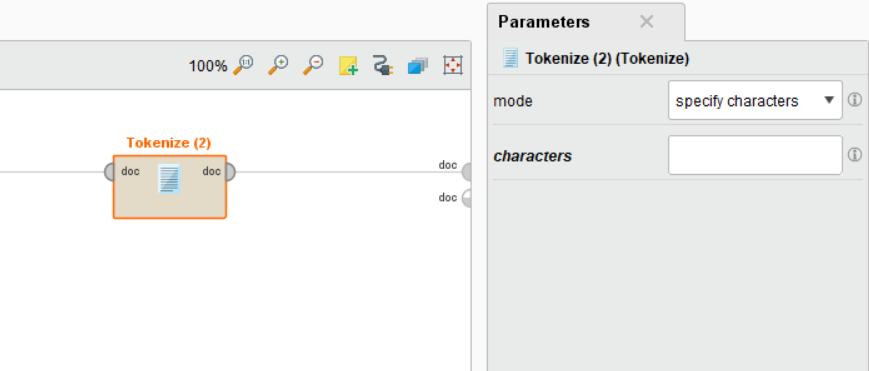 Parameters
100%
Tokenize (2) (Tokenize)
mode
specify characters
Tokenize (2)
doc
doc
doc
doc
characters